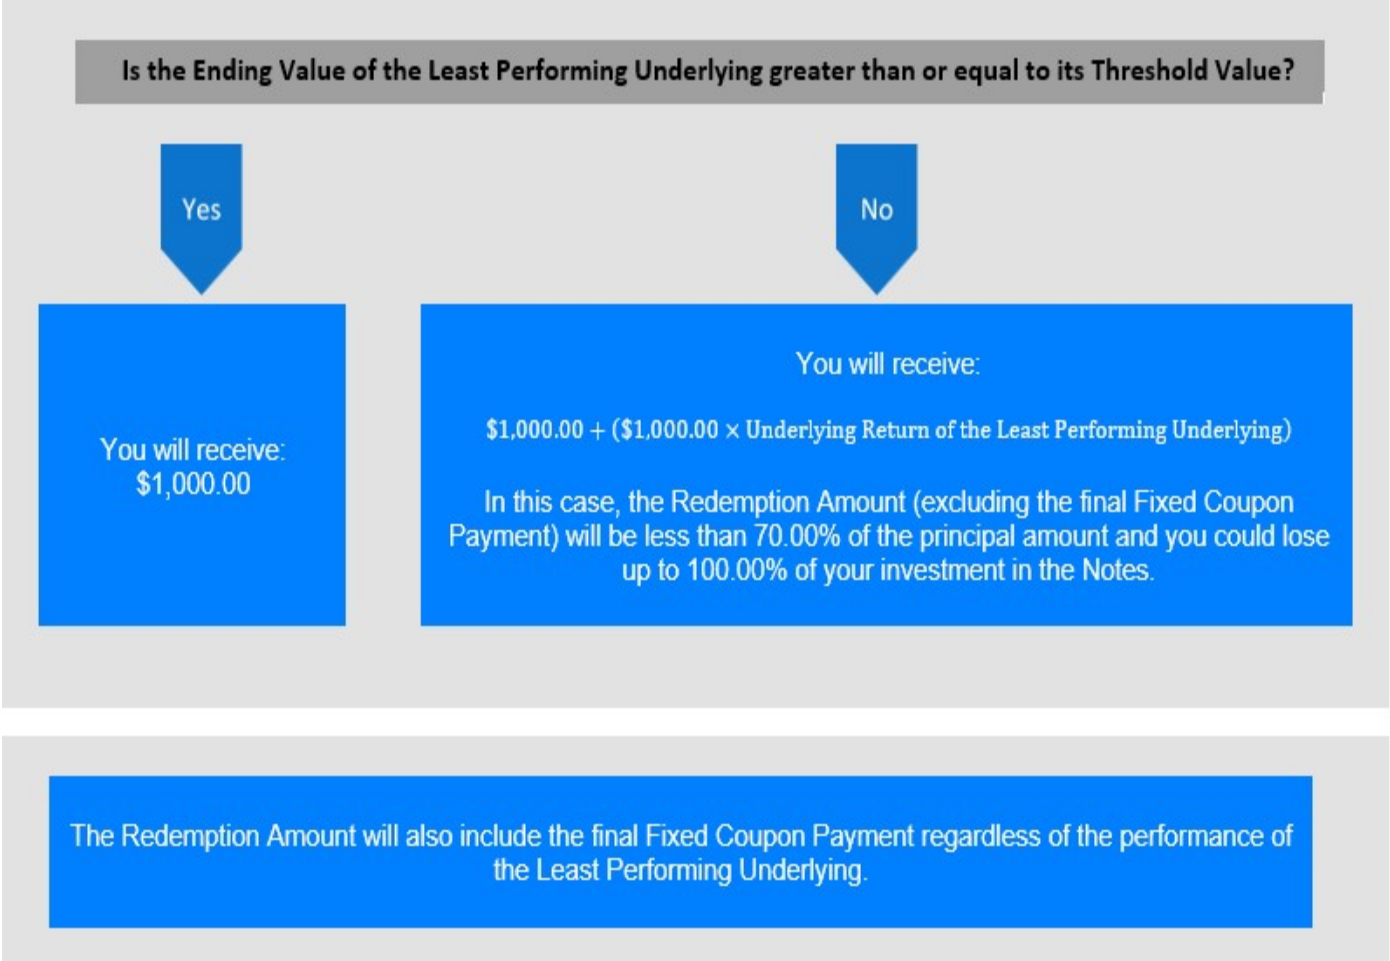 Is the Ending Value of the Least Performing Underlying greater than or equal to its Threshold Value?
Yes
No
You will receive:
$1,000.00
You will receive:
$1,000.00 + ($1,000.00 × Underlying Return of the Least Performing Underlying)
In this case, the Redemption Amount (excluding the final Fixed Coupon
Payment) will be less than 70.00% of the principal amount and you could lose
up to 100.00% of your investment in the Notes.
The Redemption Amount will also include the final Fixed Coupon Payment regardless of the performance of
the Least Performing Underlying.